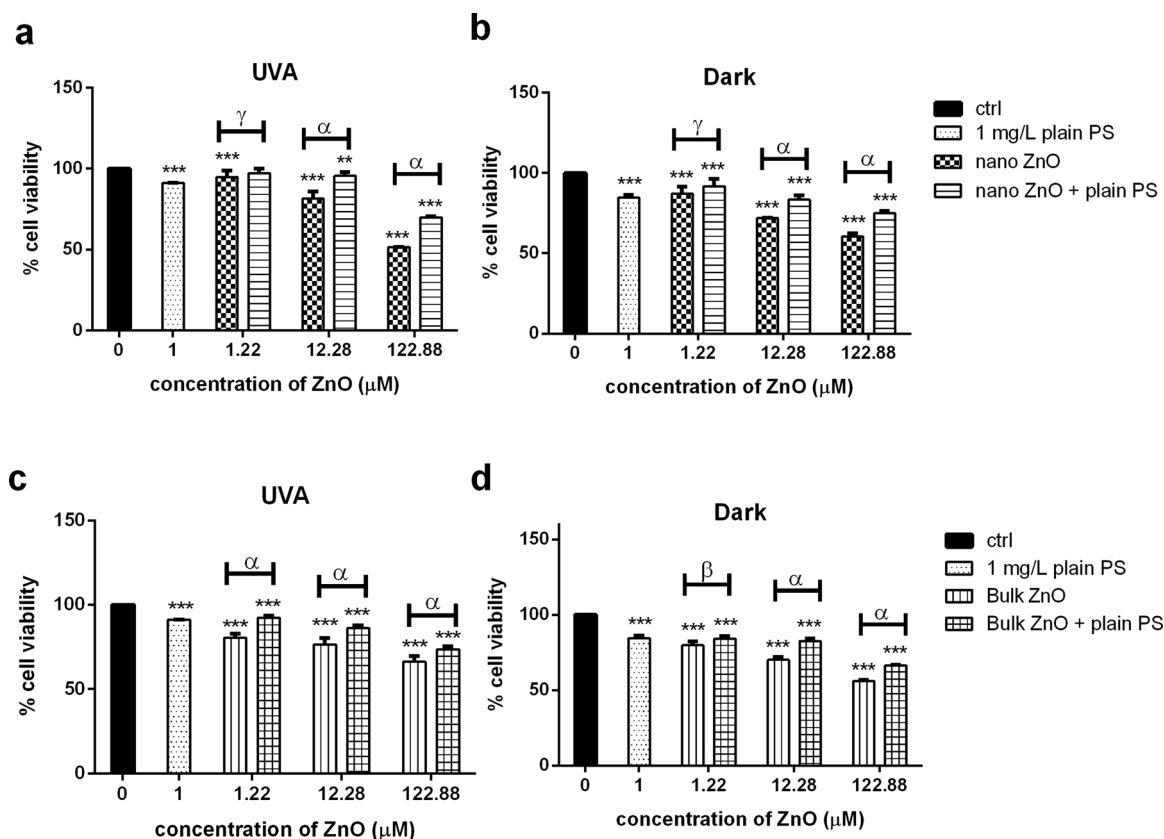 a
UVA
% cell viability
150
100
50
0
***
***
γ
***
α
**
***
α
***
0 1 1.22 12.28 122.88
concentration of ZnO (μM)
b
Dark
% cell viability
150
100
50
0
***
γ
*** ***
α
***
***
α
***
***
0 1 1.22 12.28 122.88
concentration of ZnO (μM)
ctrl
1 mg/L plain PS
nano ZnO
nano ZnO + plain PS
c
UVA
% cell viability
150
100
50
0
***
α
***
***
α
***
***
α
*** ***
0 1 1.22 12.28 122.88
concentration of ZnO (μM)
d
Dark
% cell viability
150
100
50
0
***
β
*** ***
α
***
***
α
***
***
0 1 1.22 12.28 122.88
concentration of ZnO (μM)
ctrl
1 mg/L plain PS
Bulk ZnO
Bulk ZnO + plain PS